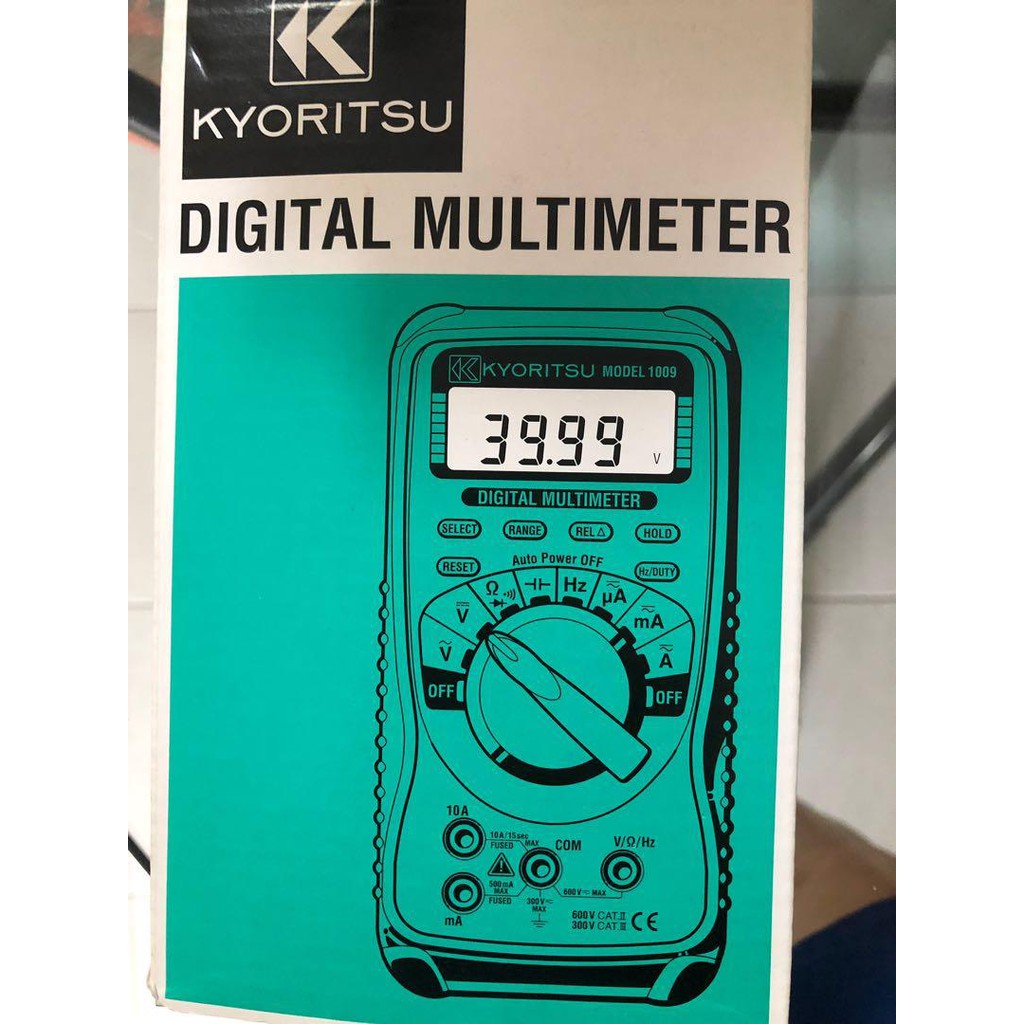 KYORITSU
DIGITAL MULTIMETER
KYORITSU MODEL 1009
39.99 V
DIGITAL MULTIMETER
SELECT RANGE REL△ HOLD
RESET Auto Power OFF Hz/DUTY
Ω Hz μA
V mA
V A
OFF OFF
10A
10A/15sec
FUSED
MAX COM V/Ω/Hz
500mA
MAX
FUSED
600V MAX
300V
MAX
mA
600V CAT.II
300V CAT.III CE